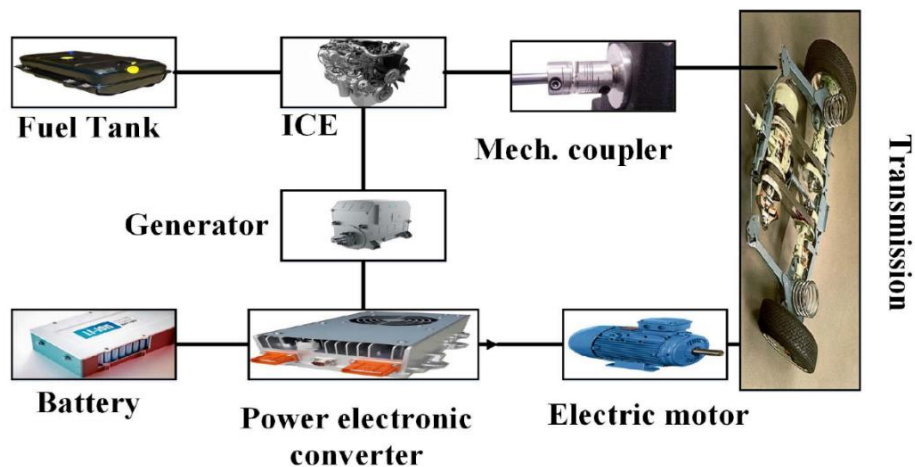 Fuel Tank
ICE
Mech. coupler
Transmission
Generator
Battery
Power electronic
converter
Electric motor